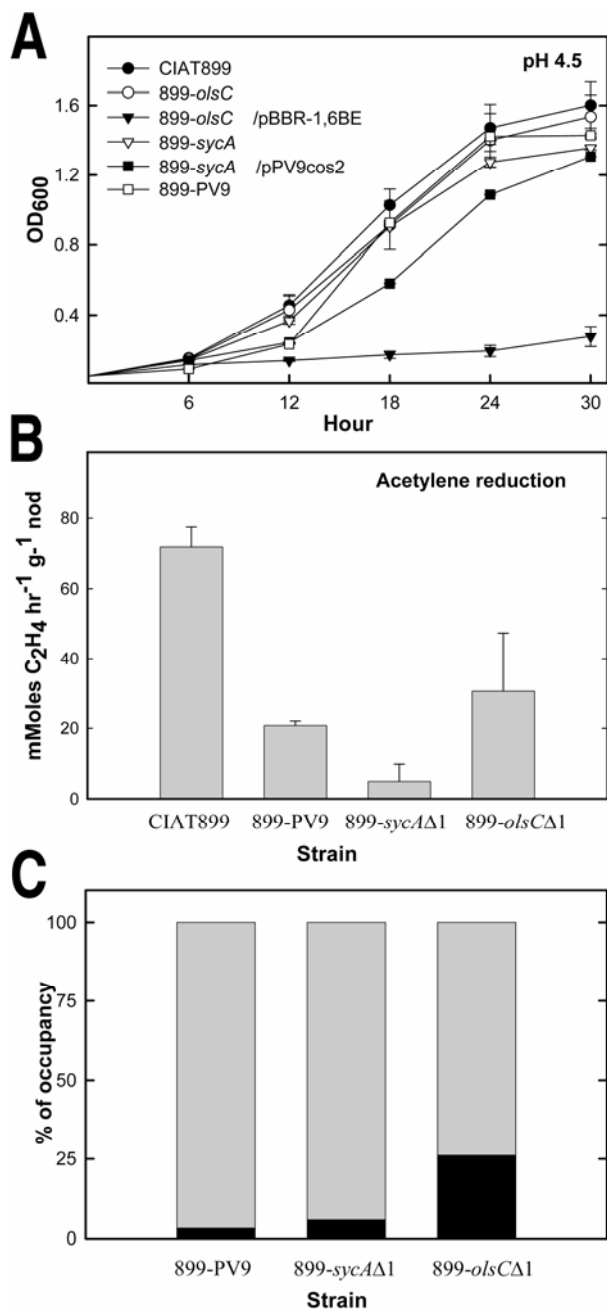 A
pH 4.5
CIAT899
899-olsC
899-olsC /pBBR-1,6BE
899-sycA
899-sycA /pPV9cos2
899-PV9
OD600
1.6
1.2
0.8
0.4
6 12 18 24 30
Hour
B
Acetylene reduction
mMoles C2H4 hr-1 g-1 nod
80
60
40
20
0
CIAT899 899-PV9 899-sycAΔ1 899-olsCΔ1
Strain
C
% of occupancy
100
75
50
25
0
899-PV9 899-sycAΔ1 899-olsCΔ1
Strain